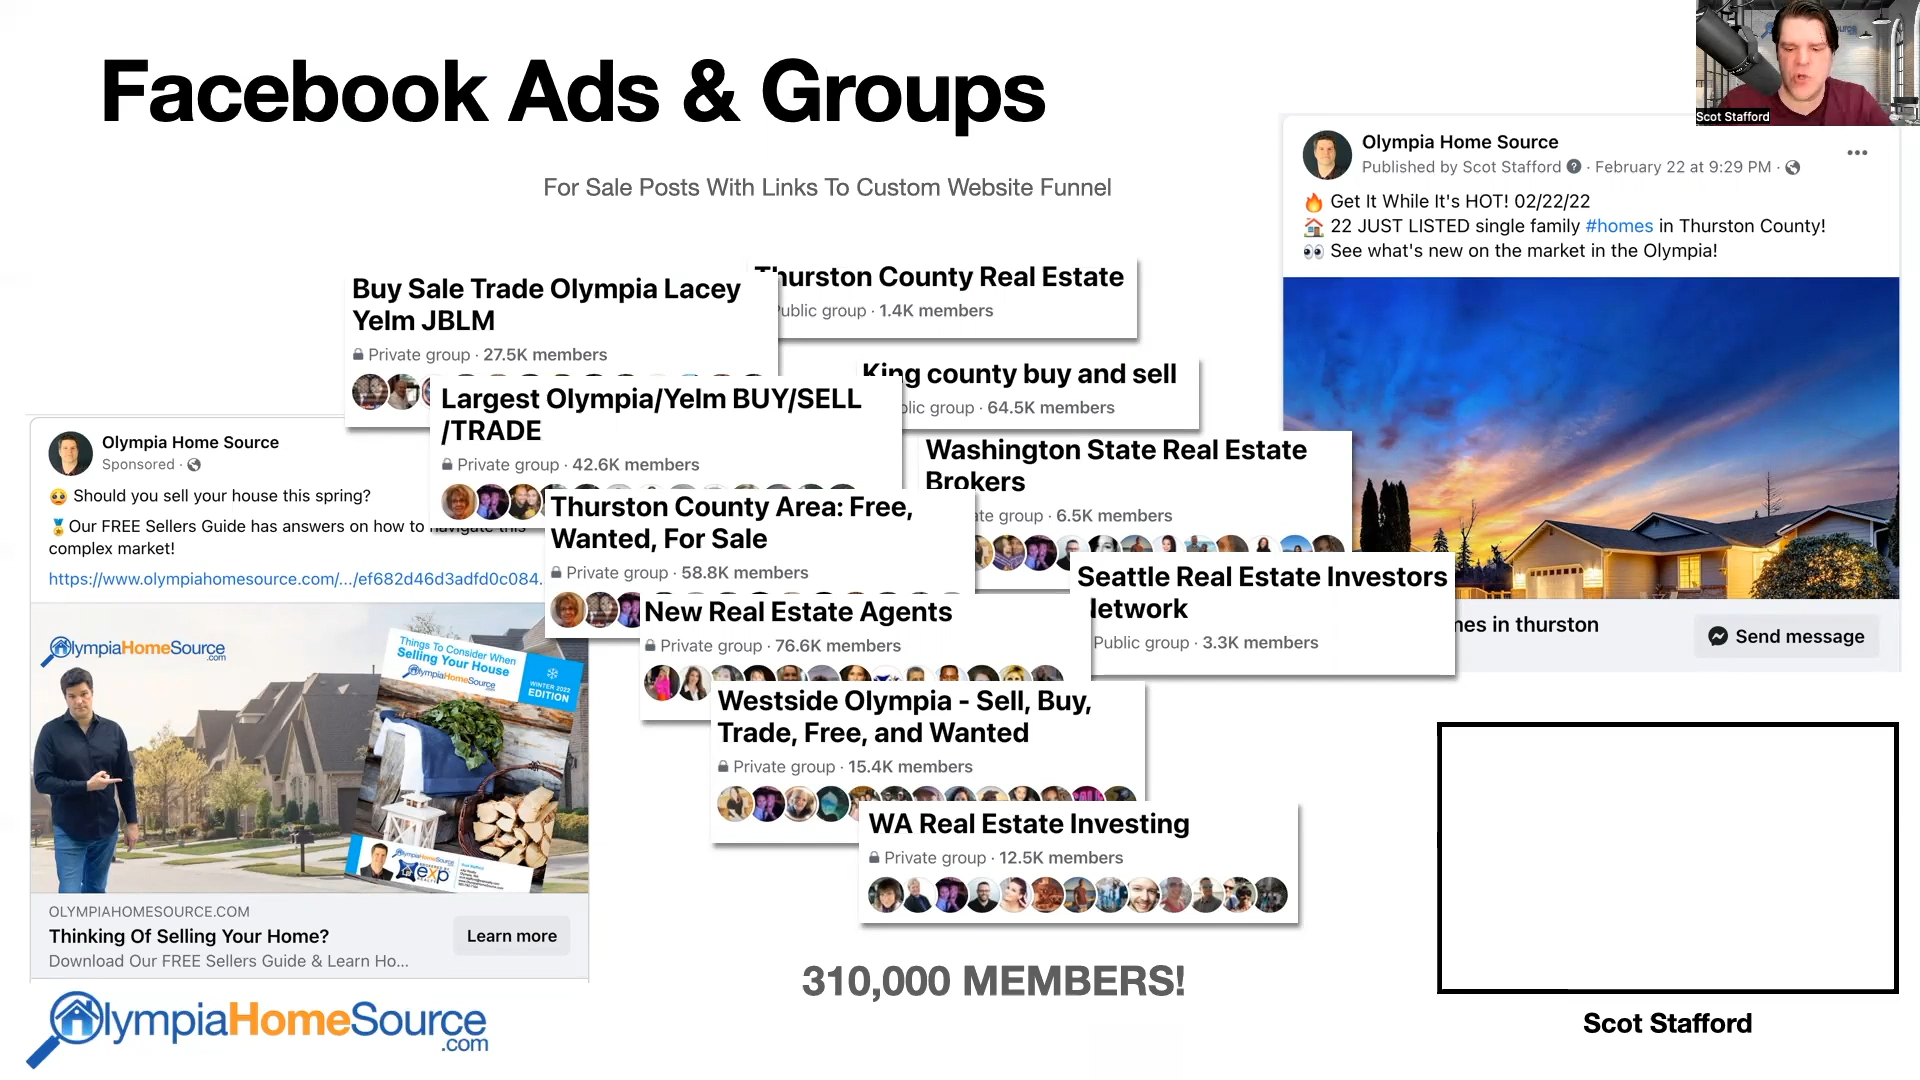 Facebook Ads & Groups
For Sale Posts With Links To Custom Website Funnel
Scot Stafford
Olympia Home Source
Published by Scot Stafford · February 22 at 9:29 PM ·
Get It While It's HOT! 02/22/22
22 JUST LISTED single family #homes in Thurston County!
See what's new on the market in the Olympia!
in thurston
Send message
Buy Sale Trade Olympia Lacey
Yelm JBLM
Private group · 27.5K members
Thurston County Real Estate
Public group · 1.4K members
Largest Olympia/Yelm BUY/SELL
/TRADE
Private group · 42.6K members
King county buy and sell
group · 64.5K members
Washington State Real Estate
Brokers
group · 6.5K members
Thurston County Area: Free,
Wanted, For Sale
Private group · 58.8K members
Seattle Real Estate Investors
Network
Public group · 3.3K members
New Real Estate Agents
Private group · 76.6K members
Westside Olympia - Sell, Buy,
Trade, Free, and Wanted
Private group · 15.4K members
WA Real Estate Investing
Private group · 12.5K members
310,000 MEMBERS!
Olympia Home Source
Sponsored ·
Should you sell your house this spring?
Our FREE Sellers Guide has answers on how to navigate this
complex market!
https://www.olympiahomesource.com/.../ef682d46d3adfd0c084.
OlympiaHomeSource
.com
Things To Consider When
Selling Your House
OlympiaHomeSource
.com
WINTER 2022
EDITION
OlympiaHomeSource
exp
OLYMPIAHOMESOURCE.COM
Thinking Of Selling Your Home?
Download Our FREE Sellers Guide & Learn Ho...
Learn more
OlympiaHomeSource
.com
Scot Stafford